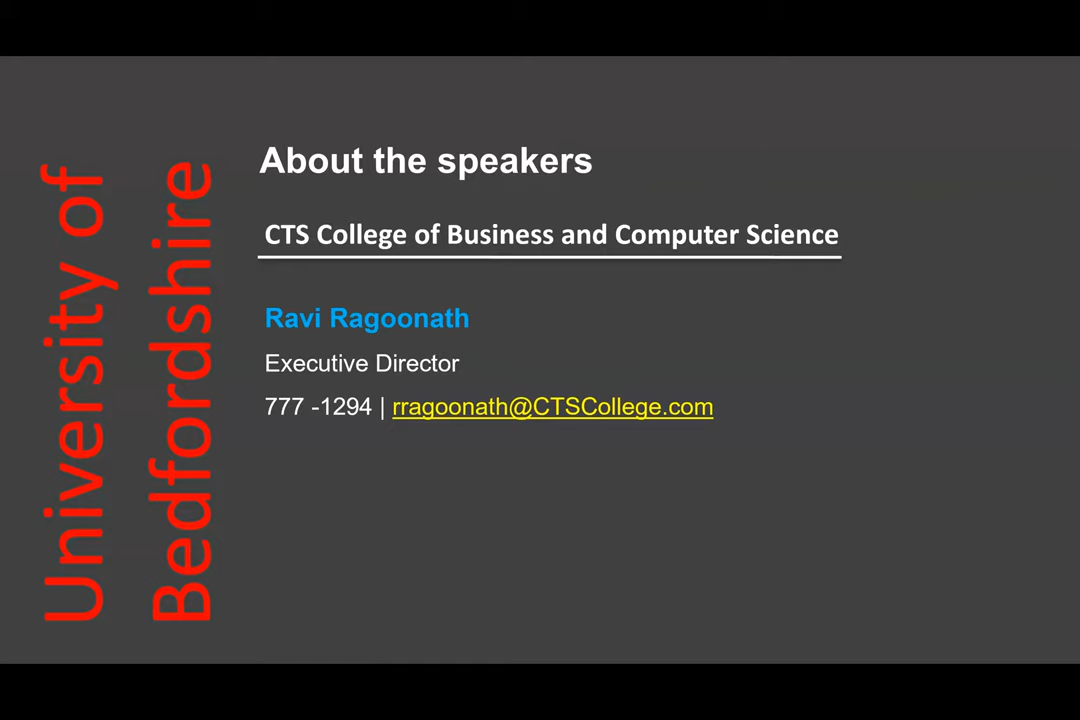 University of
Bedfordshire
About the speakers
CTS College of Business and Computer Science
Ravi Ragoonath
Executive Director
777 -1294 | rragoonath@CTSCollege.com